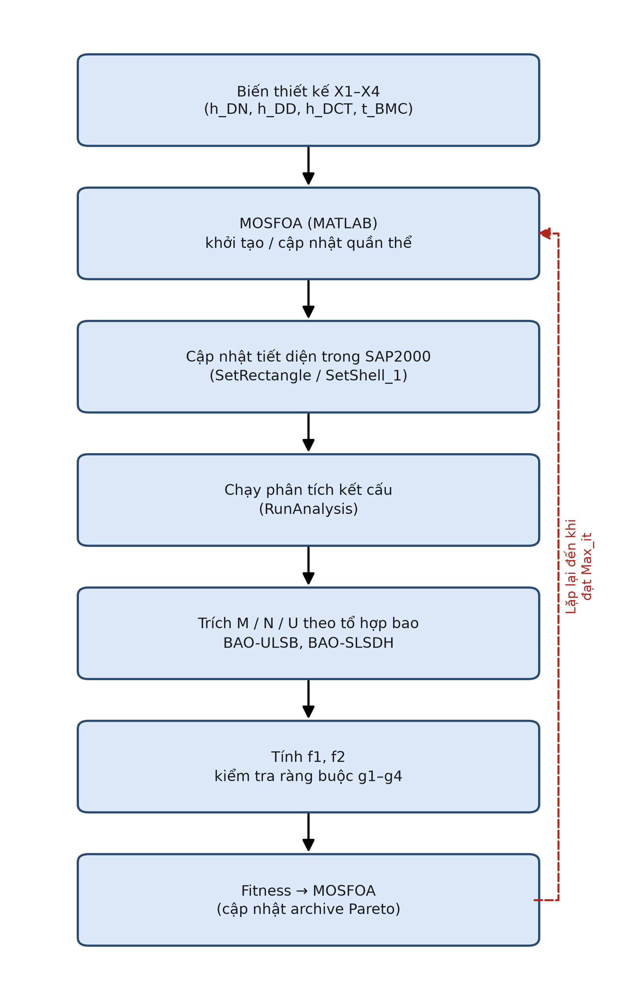 Biến thiết kế X1–X4
(h_DN, h_DD, h_DCT, t_BMC)
MOSFOA (MATLAB)
khởi tạo / cập nhật quần thể
Cập nhật tiết diện trong SAP2000
(SetRectangle / SetShell_1)
Chạy phân tích kết cấu
(RunAnalysis)
Trích M / N / U theo tổ hợp bao
BAO-ULSB, BAO-SLSDH
Tính f1, f2
kiểm tra ràng buộc g1–g4
Fitness → MOSFOA
(cập nhật archive Pareto)
Lặp lại đến khi
đạt Max_it